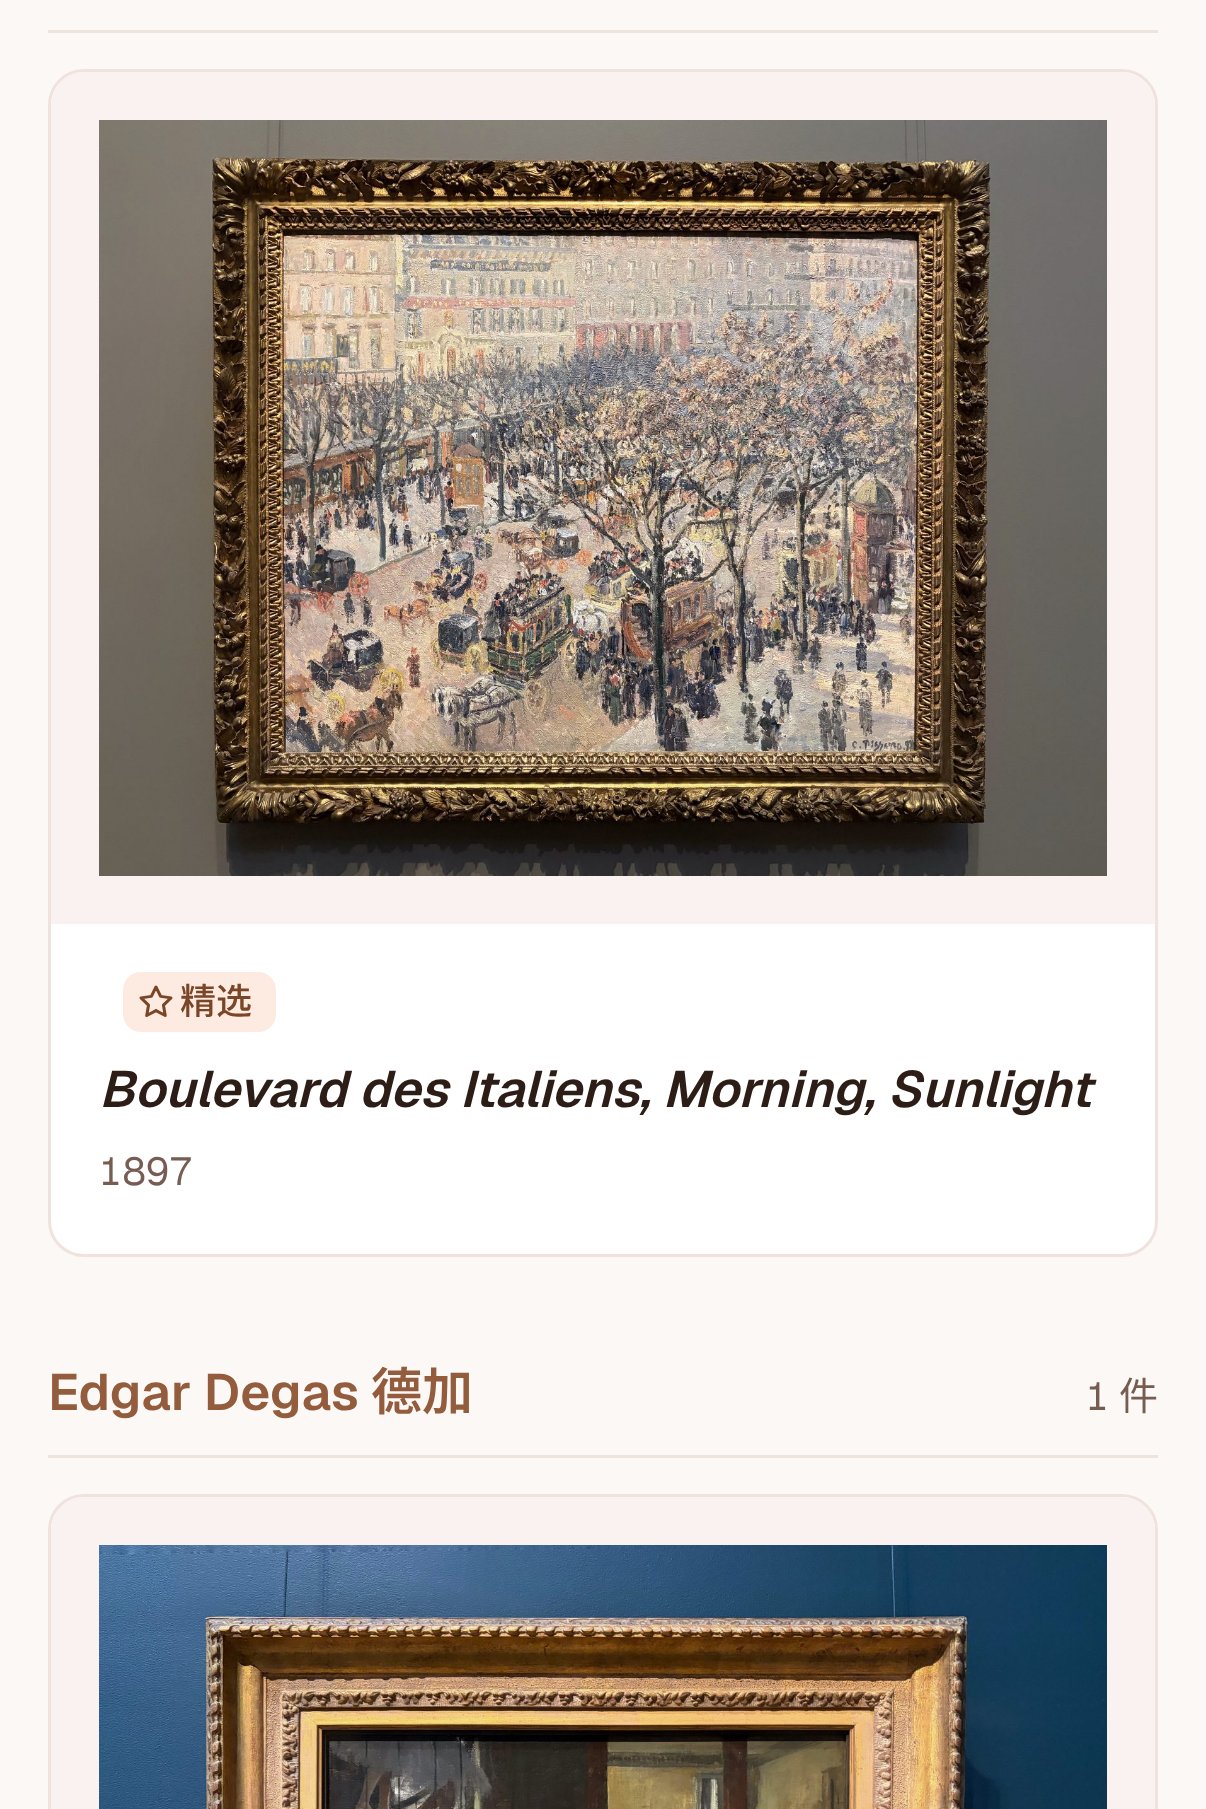 精选
Boulevard des Italiens, Morning, Sunlight
1897
Edgar Degas 德加
1 件